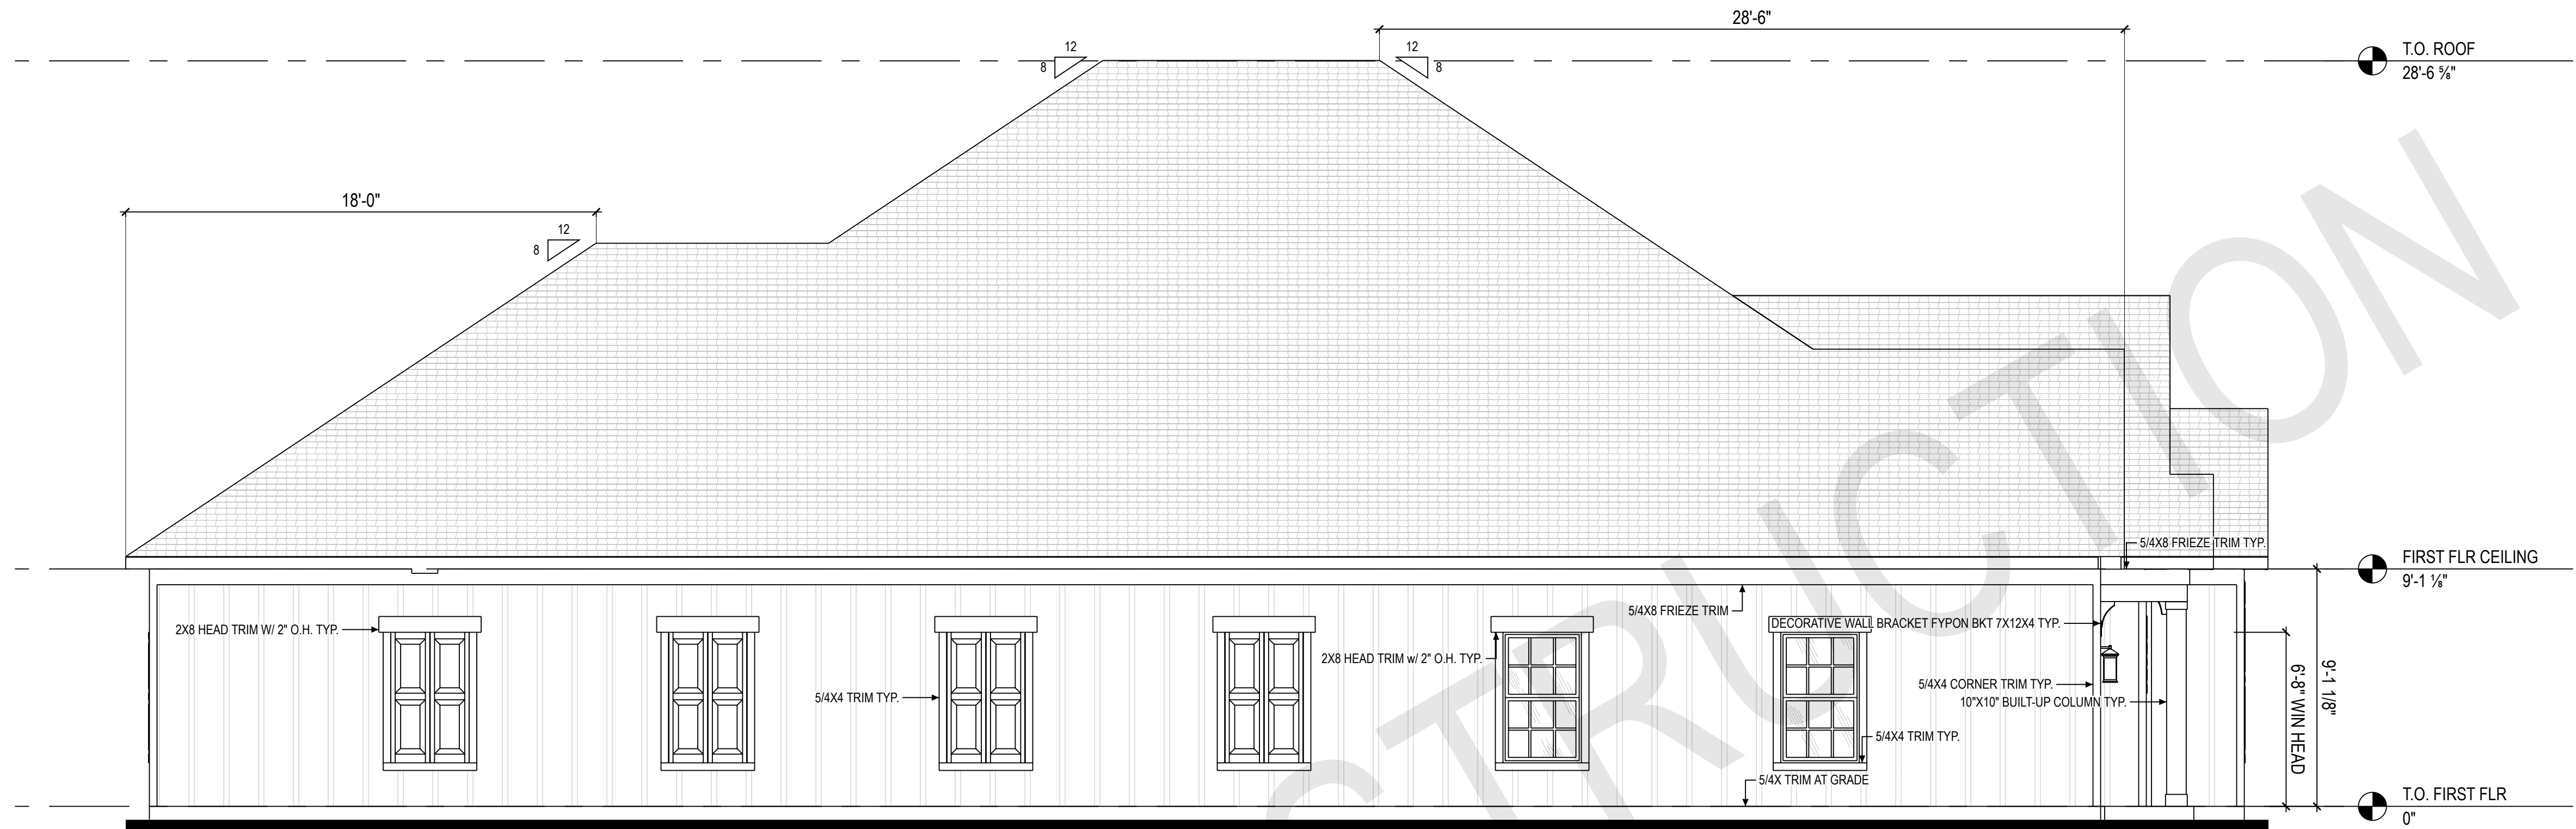 28'-6"
12
8
12
8
T.O. ROOF
28'-6 ⅝"
18'-0"
12
8
5/4X8 FRIEZE TRIM TYP.
FIRST FLR CEILING
9'-1 ⅛"
5/4X8 FRIEZE TRIM
DECORATIVE WALL BRACKET FYPON BKT 7X12X4 TYP.
2X8 HEAD TRIM W/ 2" O.H. TYP.
2X8 HEAD TRIM w/ 2" O.H. TYP.
5/4X4 TRIM TYP.
5/4X4 CORNER TRIM TYP.
10"X10" BUILT-UP COLUMN TYP.
5/4X4 TRIM TYP.
5/4X TRIM AT GRADE
6'-8" WIN HEAD
9'-1 1/8"
T.O. FIRST FLR
0"
STRUCTION